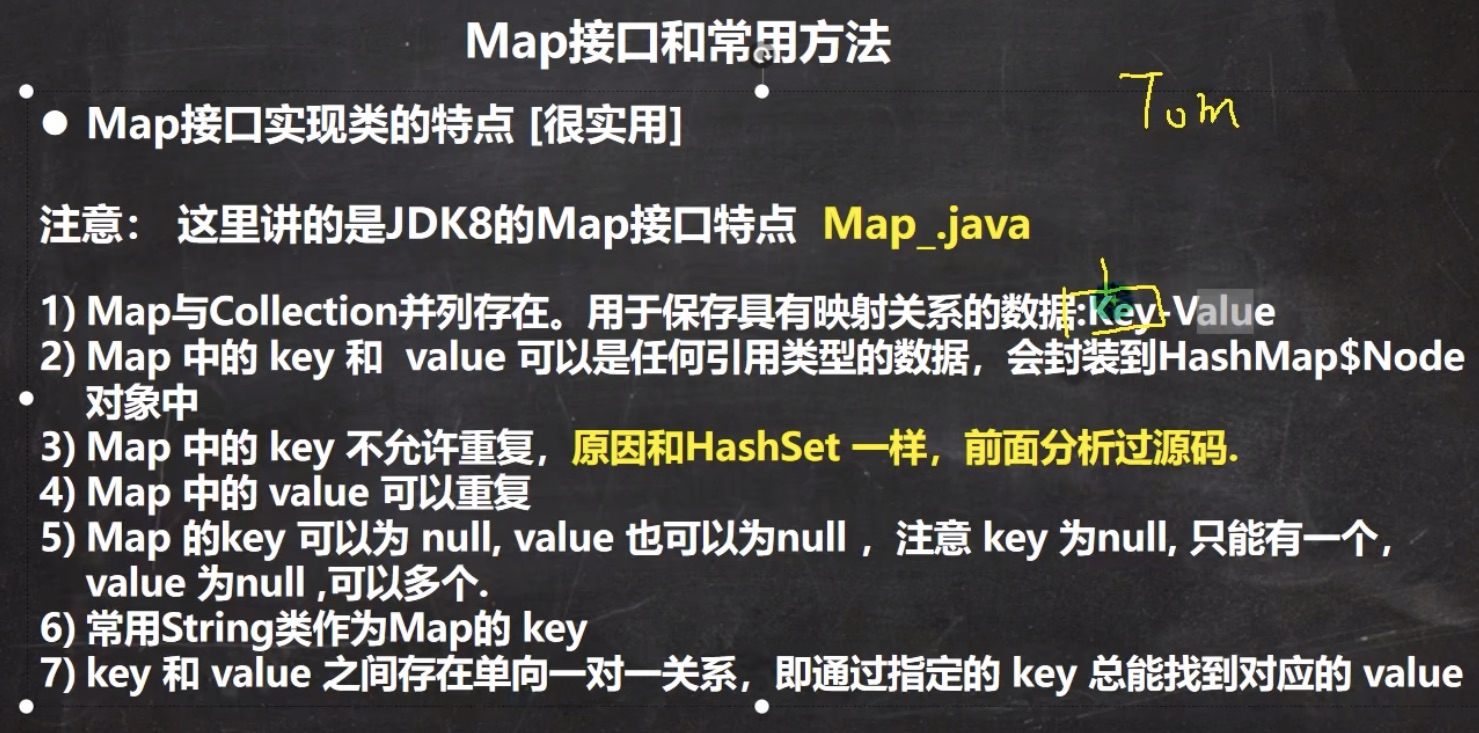 Map接口和常用方法
Tom
● Map接口实现类的特点 [很实用]
注意： 这里讲的是JDK8的Map接口特点 Map_.java
1) Map与Collection并列存在。用于保存具有映射关系的数据:Key-Value
2) Map 中的 key 和 value 可以是任何引用类型的数据，会封装到HashMap$Node
对象中
3) Map 中的 key 不允许重复，原因和HashSet 一样，前面分析过源码.
4) Map 中的 value 可以重复
5) Map 的key 可以为 null, value 也可以为null ，注意 key 为null, 只能有一个，
value 为null ,可以多个.
6) 常用String类作为Map的 key
7) key 和 value 之间存在单向一对一关系，即通过指定的 key 总能找到对应的 value